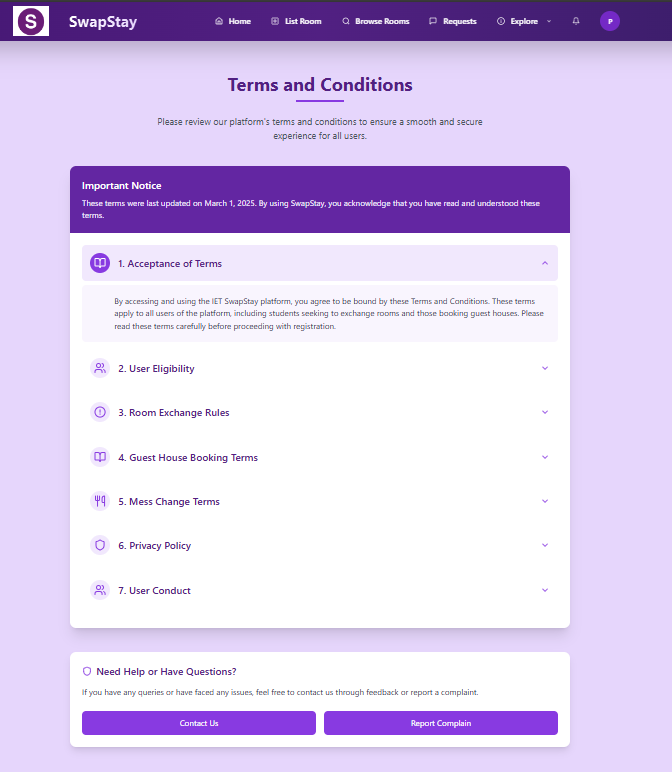 S SwapStay Home List Room Browse Rooms Requests Explore P
Terms and Conditions
Please review our platform's terms and conditions to ensure a smooth and secure
experience for all users.
Important Notice
These terms were last updated on March 1, 2025. By using SwapStay, you acknowledge that you have read and understood these
terms.
1. Acceptance of Terms
By accessing and using the IET SwapStay platform, you agree to be bound by these Terms and Conditions. These terms
apply to all users of the platform, including students seeking to exchange rooms and those booking guest houses. Please
read these terms carefully before proceeding with registration.
2. User Eligibility
3. Room Exchange Rules
4. Guest House Booking Terms
5. Mess Change Terms
6. Privacy Policy
7. User Conduct
Need Help or Have Questions?
If you have any queries or have faced any issues, feel free to contact us through feedback or report a complaint.
Contact Us Report Complain